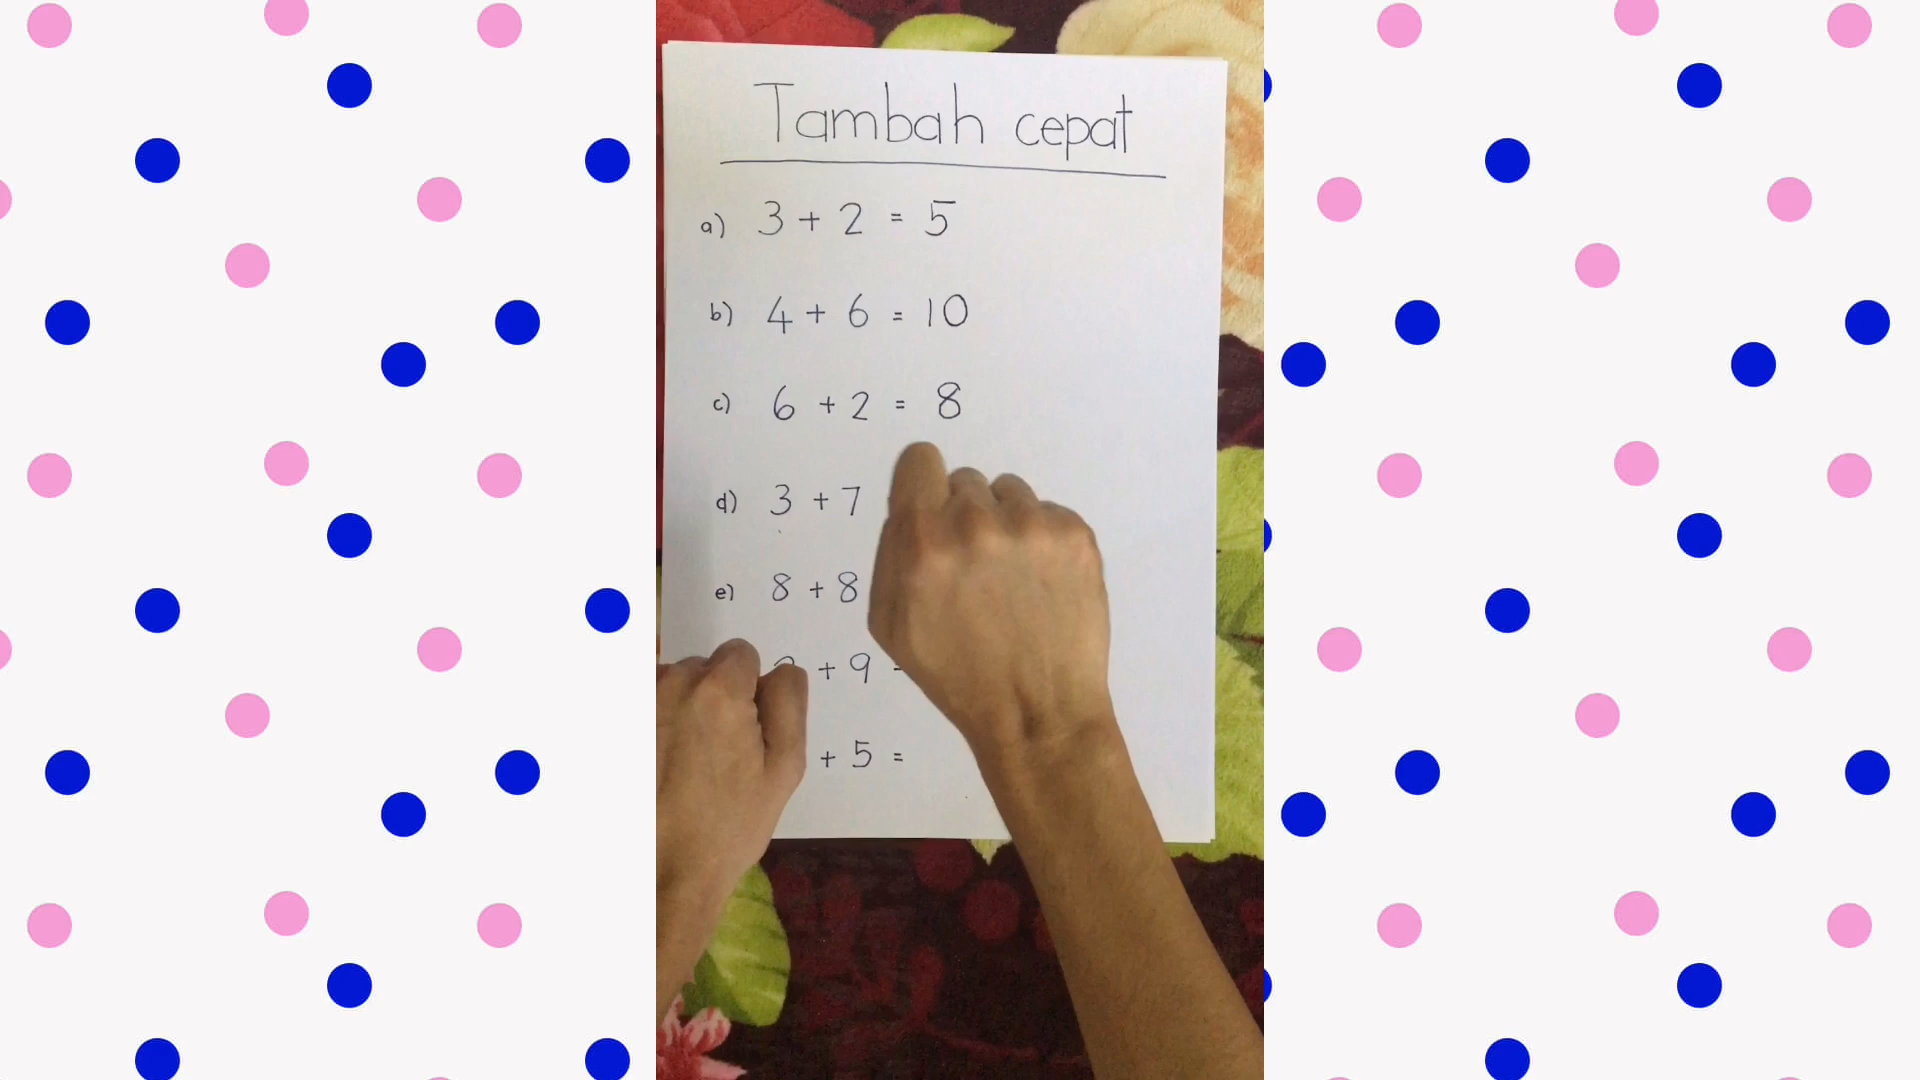 Tambah cepat
a) 3 + 2 = 5
b) 4 + 6 = 10
c) 6 + 2 = 8
d) 3 + 7
e) 8 + 8
+ 9 =
+ 5 =